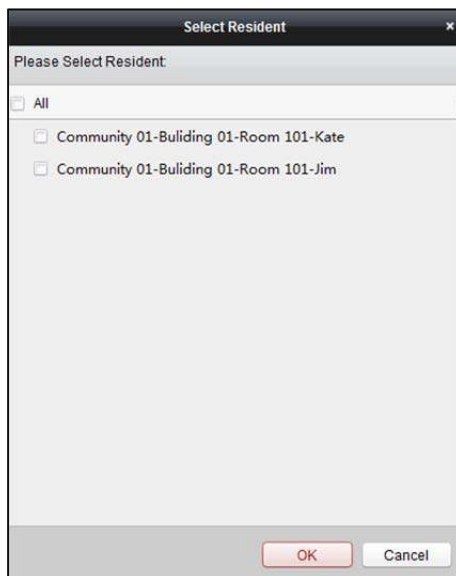 Select Resident
Please Select Resident:
All
Community 01-Buliding 01-Room 101-Kate
Community 01-Buliding 01-Room 101-Jim
OK Cancel